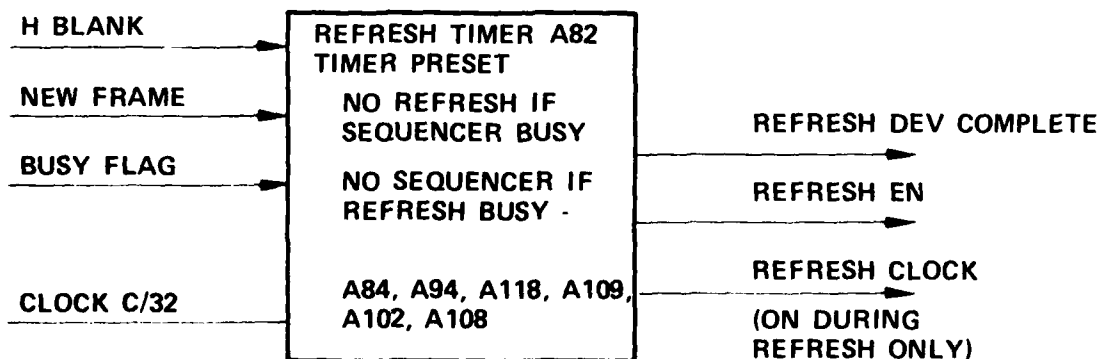 H BLANK
NEW FRAME
BUSY FLAG
CLOCK C/32
REFRESH TIMER A82
TIMER PRESET
NO REFRESH IF
SEQUENCER BUSY
NO SEQUENCER IF
REFRESH BUSY -
A84, A94, A118, A109,
A102, A108
REFRESH DEV COMPLETE
REFRESH EN
REFRESH CLOCK
(ON DURING
REFRESH ONLY)